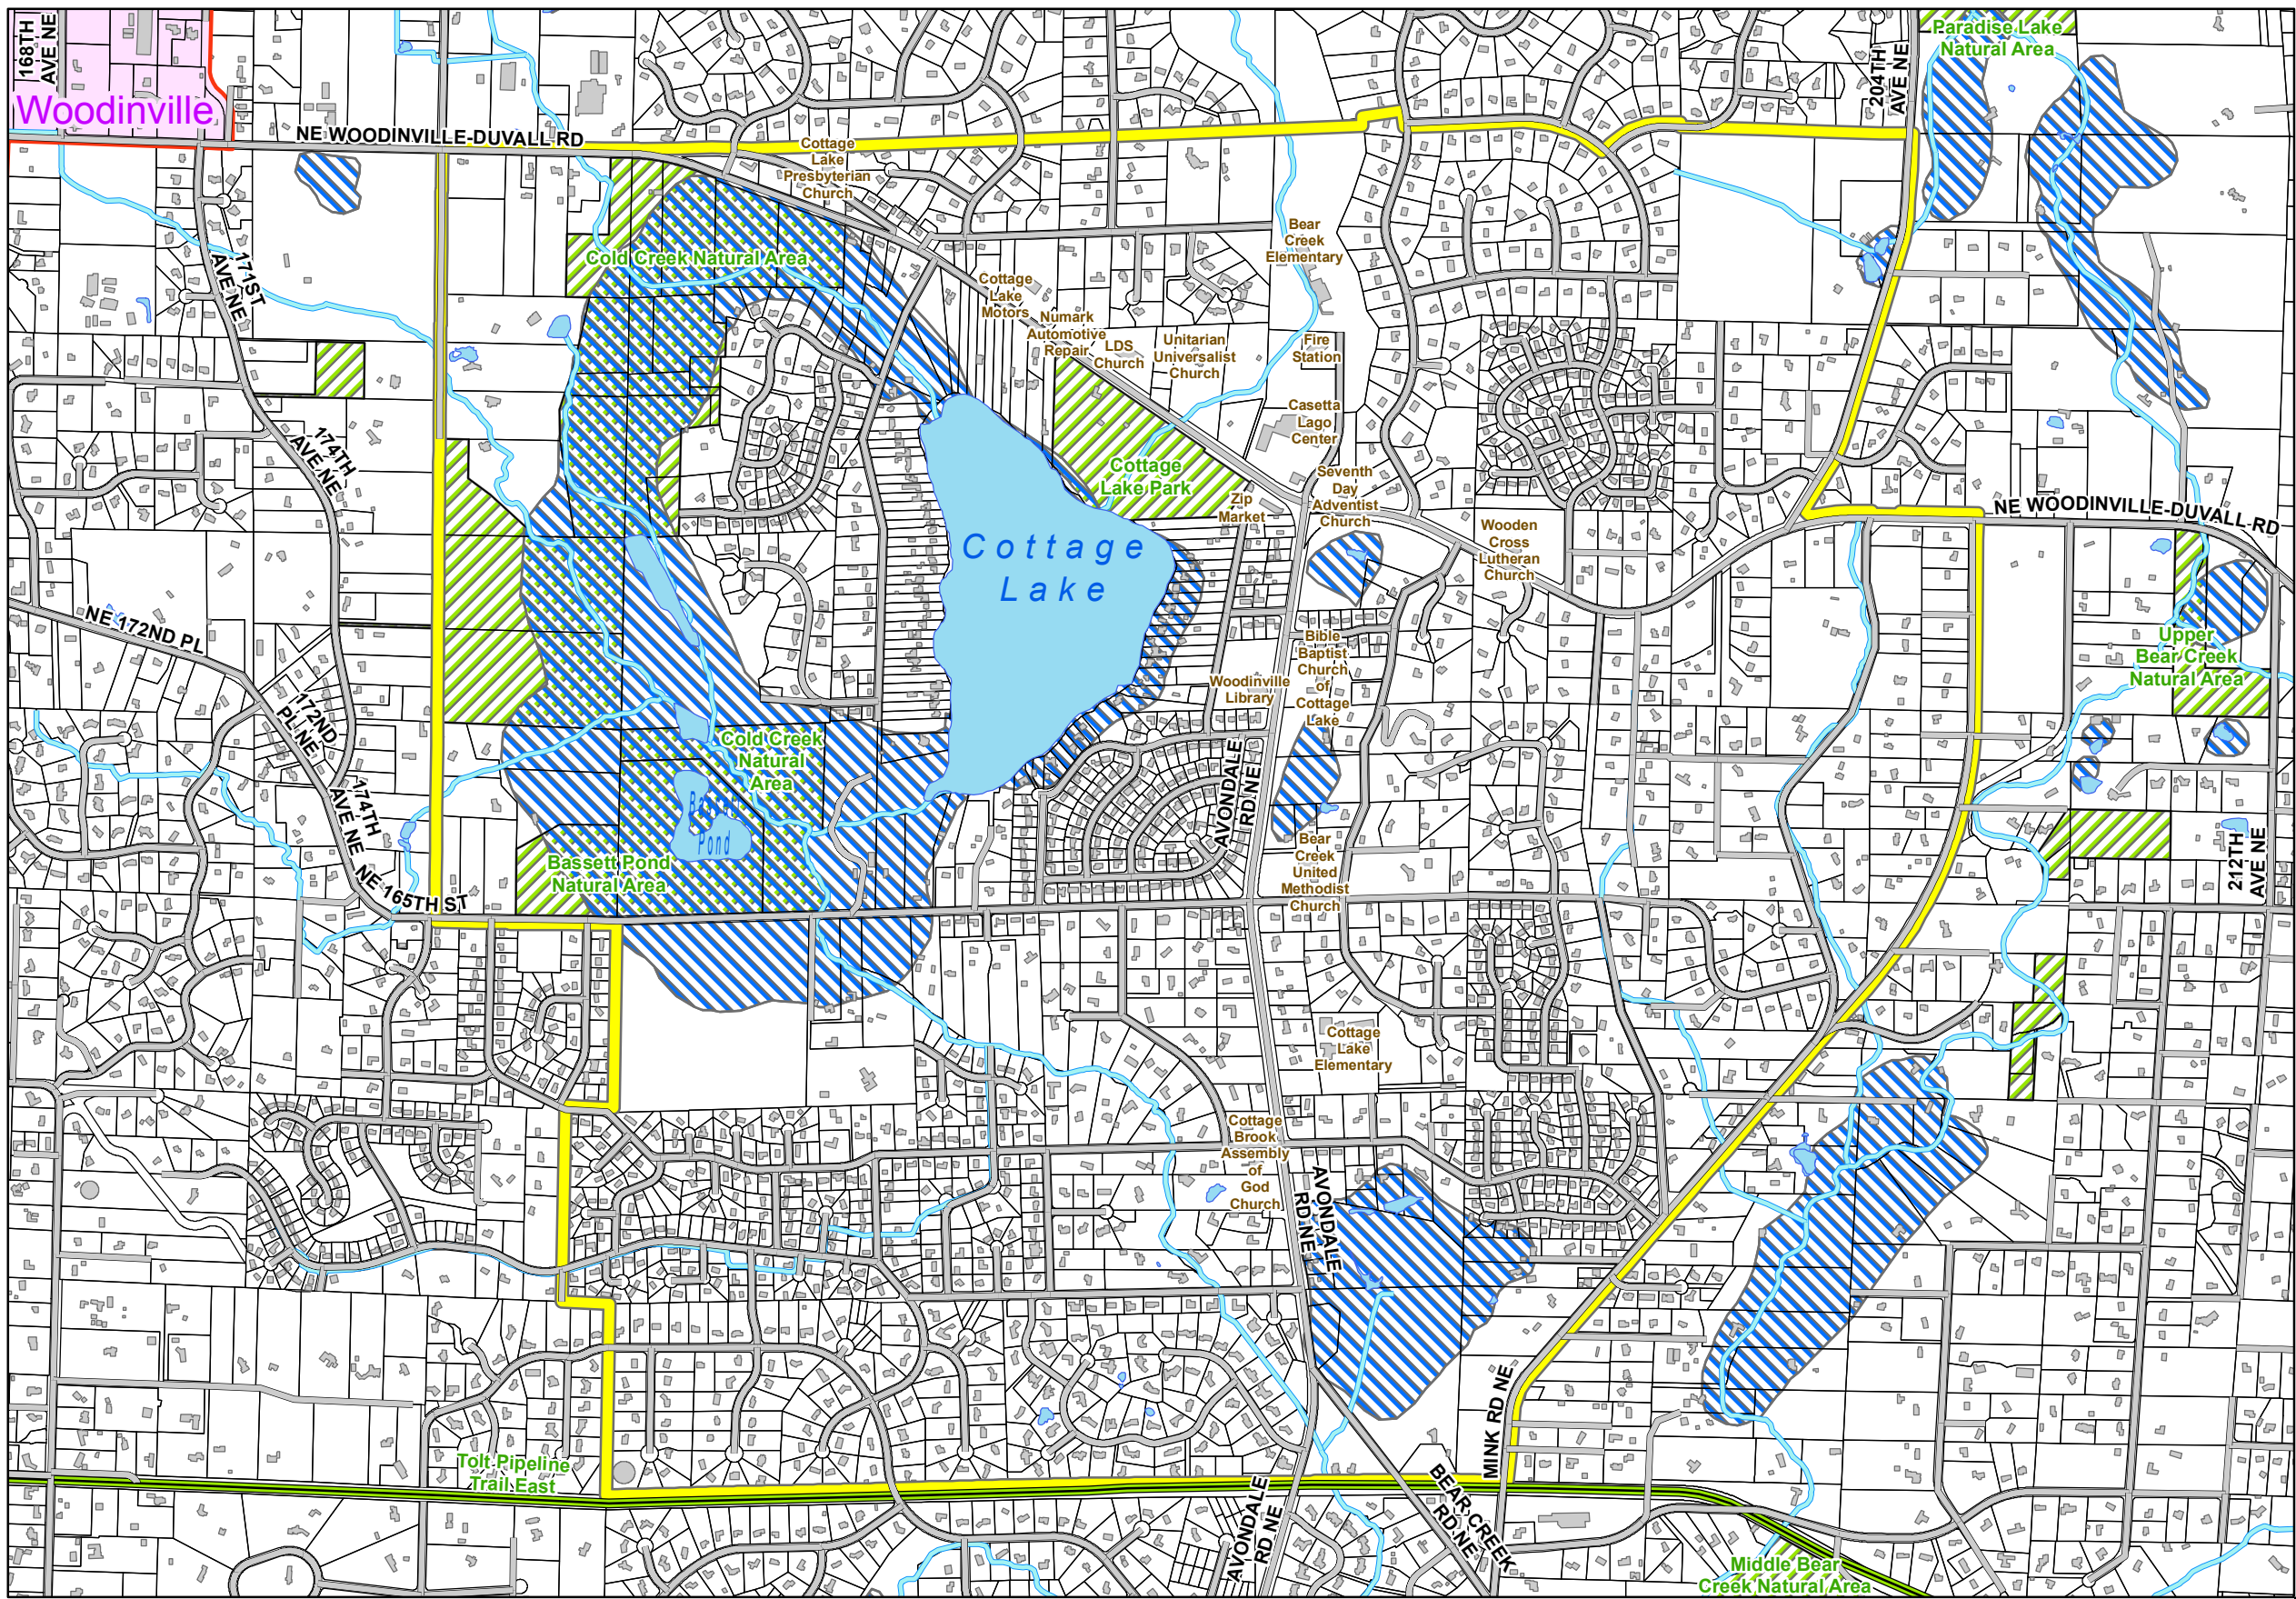 168TH
AVE NE
Woodinville
NE WOODINVILLE-DUVALL RD
Paradise Lake
Natural Area
204TH
AVE NE
Cottage
Lake
Presbyterian
Church
Cold Creek Natural Area
171ST
AVE NE
Bear
Creek
Elementary
Cottage
Lake
Motors
Numark
Automotive
Repair
LDS
Church
Unitarian
Universalist
Church
Fire
Station
Casetta
Lago
Center
174TH
AVE NE
Cottage
Lake Park
Zip
Market
Seventh
Day
Adventist
Church
Wooden
Cross
Lutheran
Church
NE WOODINVILLE-DUVALL RD
Cottage
Lake
NE 172ND PL
Bible
Baptist
Church
of
Cottage
Lake
Woodinville
Library
Upper
Bear Creek
Natural Area
172ND
PL NE
Cold Creek
Natural
Area
AVONDALE
RD NE
174TH
AVE NE
Bassett
Pond
Bassett Pond
Natural Area
NE 165TH ST
Bear
Creek
United
Methodist
Church
212TH
AVE NE
Cottage
Lake
Elementary
Cottage
Brook
Assembly
of
God
Church
AVONDALE
RD NE
MINK RD NE
Tolt Pipeline
Trail East
AVONDALE
RD NE
BEAR CREEK
RD NE
Middle Bear
Creek Natural Area